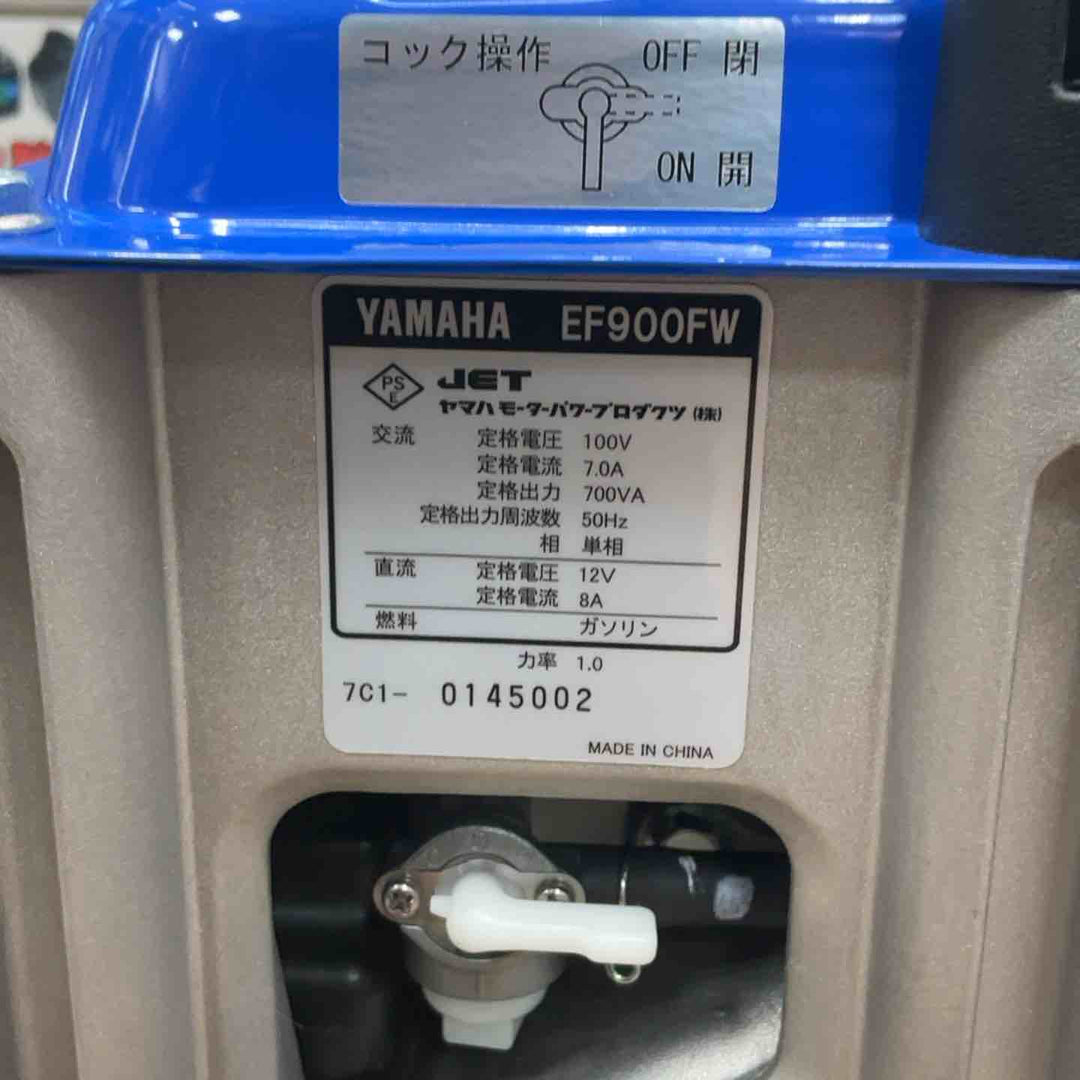 コック操作 OFF 閉
ON 開
YAMAHA EF900FW
PS
E
JET
ヤマハモーターパワープロダクツ(株)
交流 定格電圧 100V
定格電流 7.0A
定格出力 700VA
定格出力周波数 50Hz
相 単相
直流 定格電圧 12V
定格電流 8A
燃料 ガソリン
力率 1.0
7C1- 0145002
MADE IN CHINA